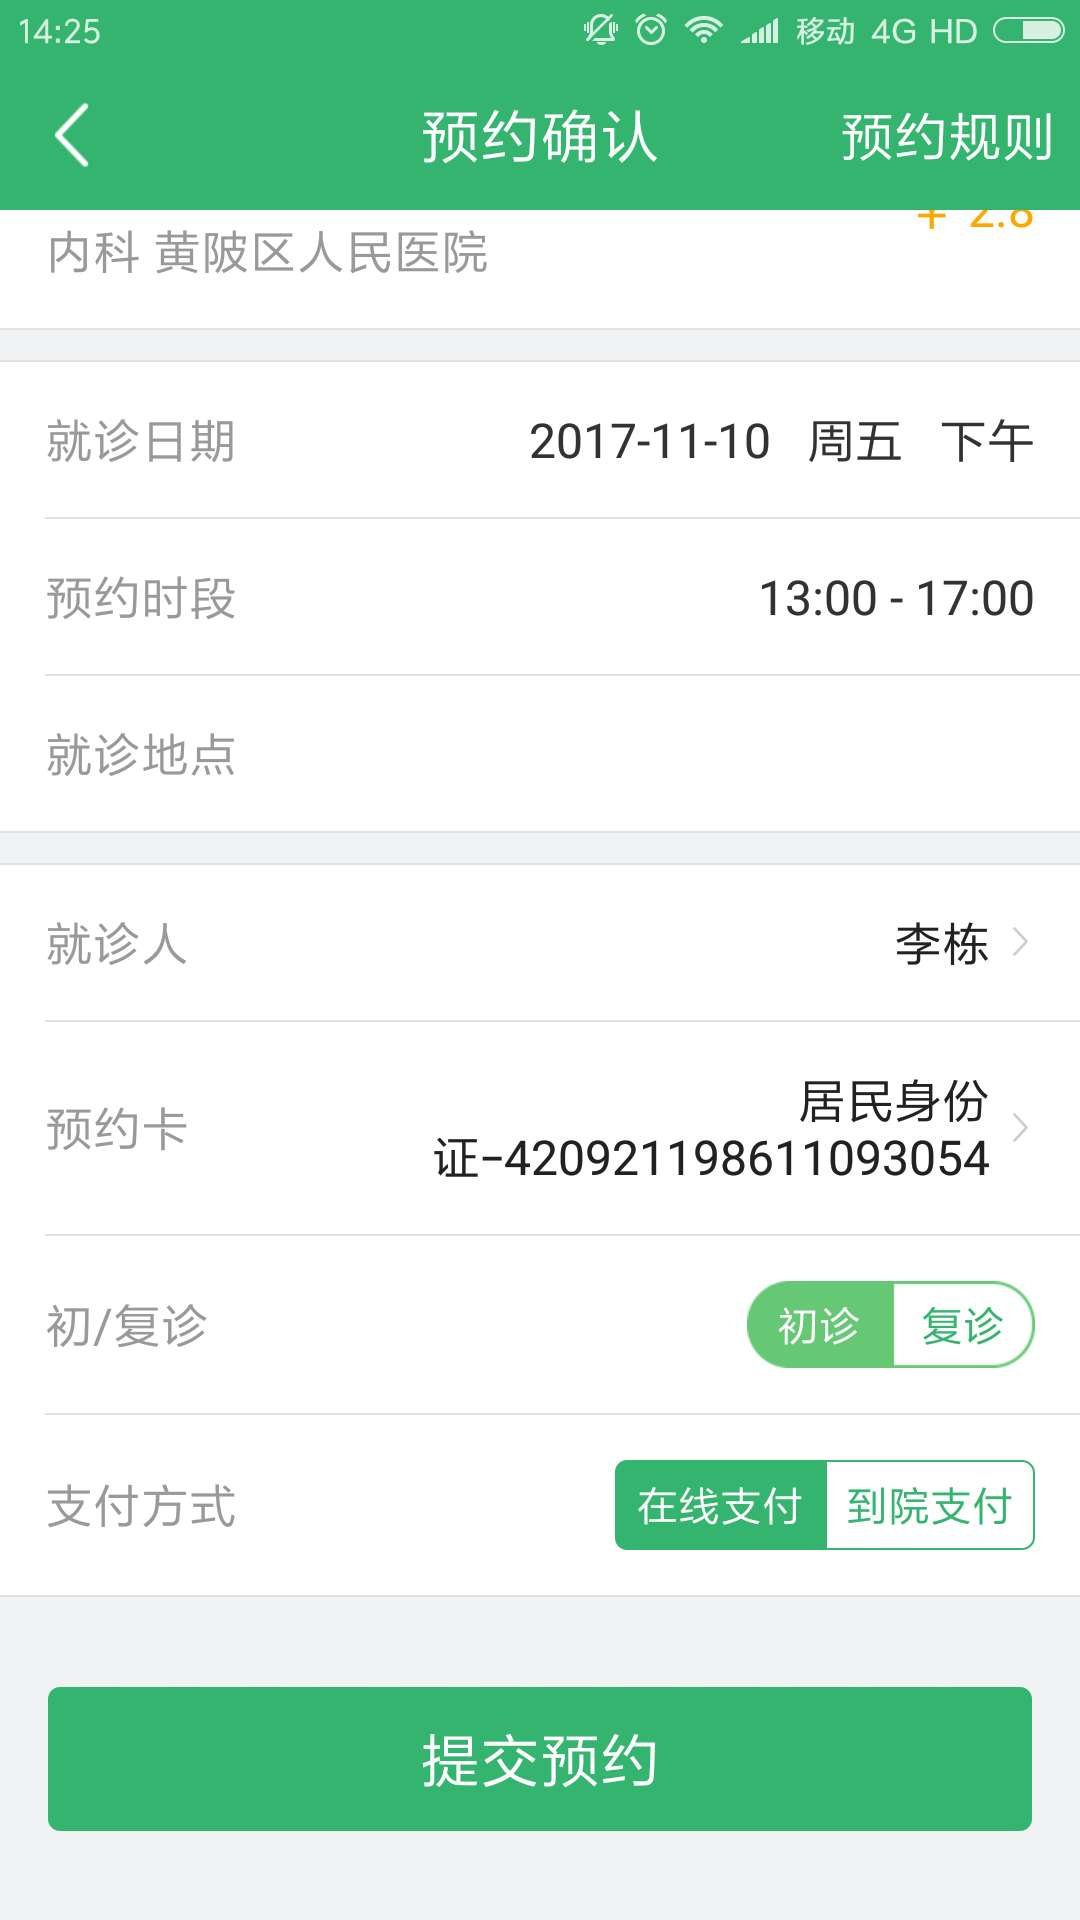 14:25 移动 4G HD
预约确认 预约规则
+ 2.8
内科 黄陂区人民医院
就诊日期 2017-11-10 周五 下午
预约时段 13:00 - 17:00
就诊地点
就诊人 李栋
预约卡 居民身份
证-420921198611093054
初/复诊 初诊 复诊
支付方式 在线支付 到院支付
提交预约